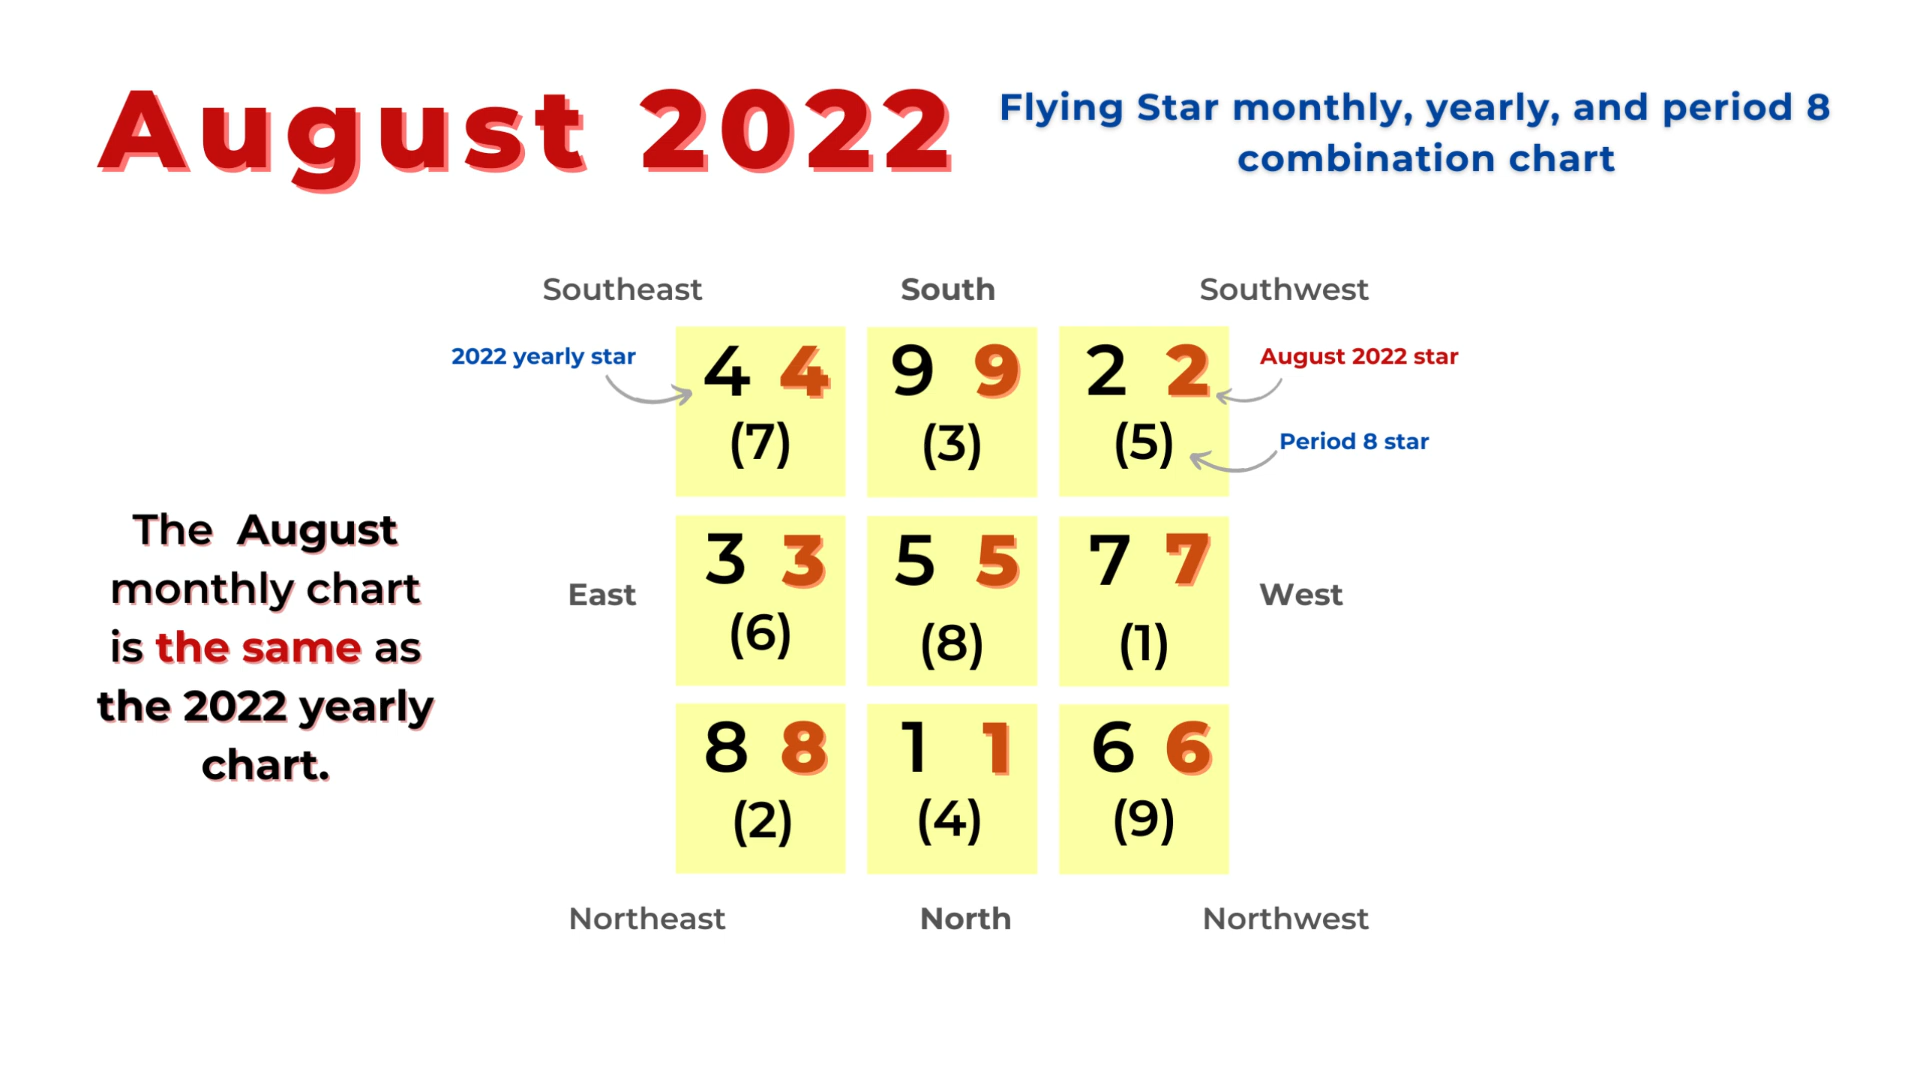 August 2022
Flying Star monthly, yearly, and period 8
combination chart
Southeast South Southwest
2022 yearly star
4 4 9 9 2 2
August 2022 star
(7) (3) (5)
Period 8 star
The August
monthly chart
is the same as
the 2022 yearly
chart.
3 3 5 5 7 7
East
West
(6) (8) (1)
8 8 1 1 6 6
(2) (4) (9)
Northeast North Northwest